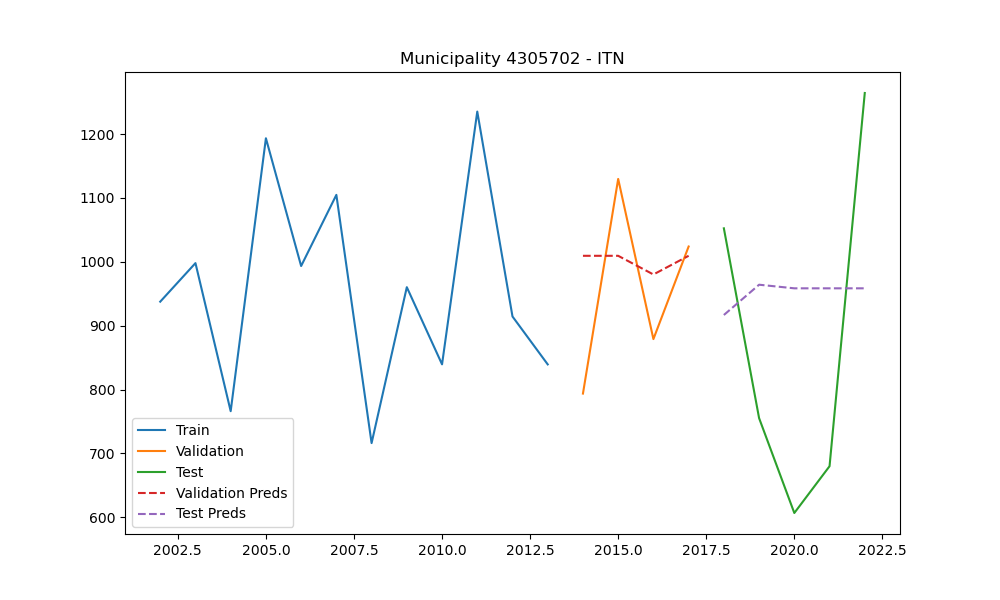 Municipality 4305702 - ITN
1200
1100
1000
900
800
700
600
Train
Validation
Test
Validation Preds
Test Preds
2002.5 2005.0 2007.5 2010.0 2012.5 2015.0 2017.5 2020.0 2022.5